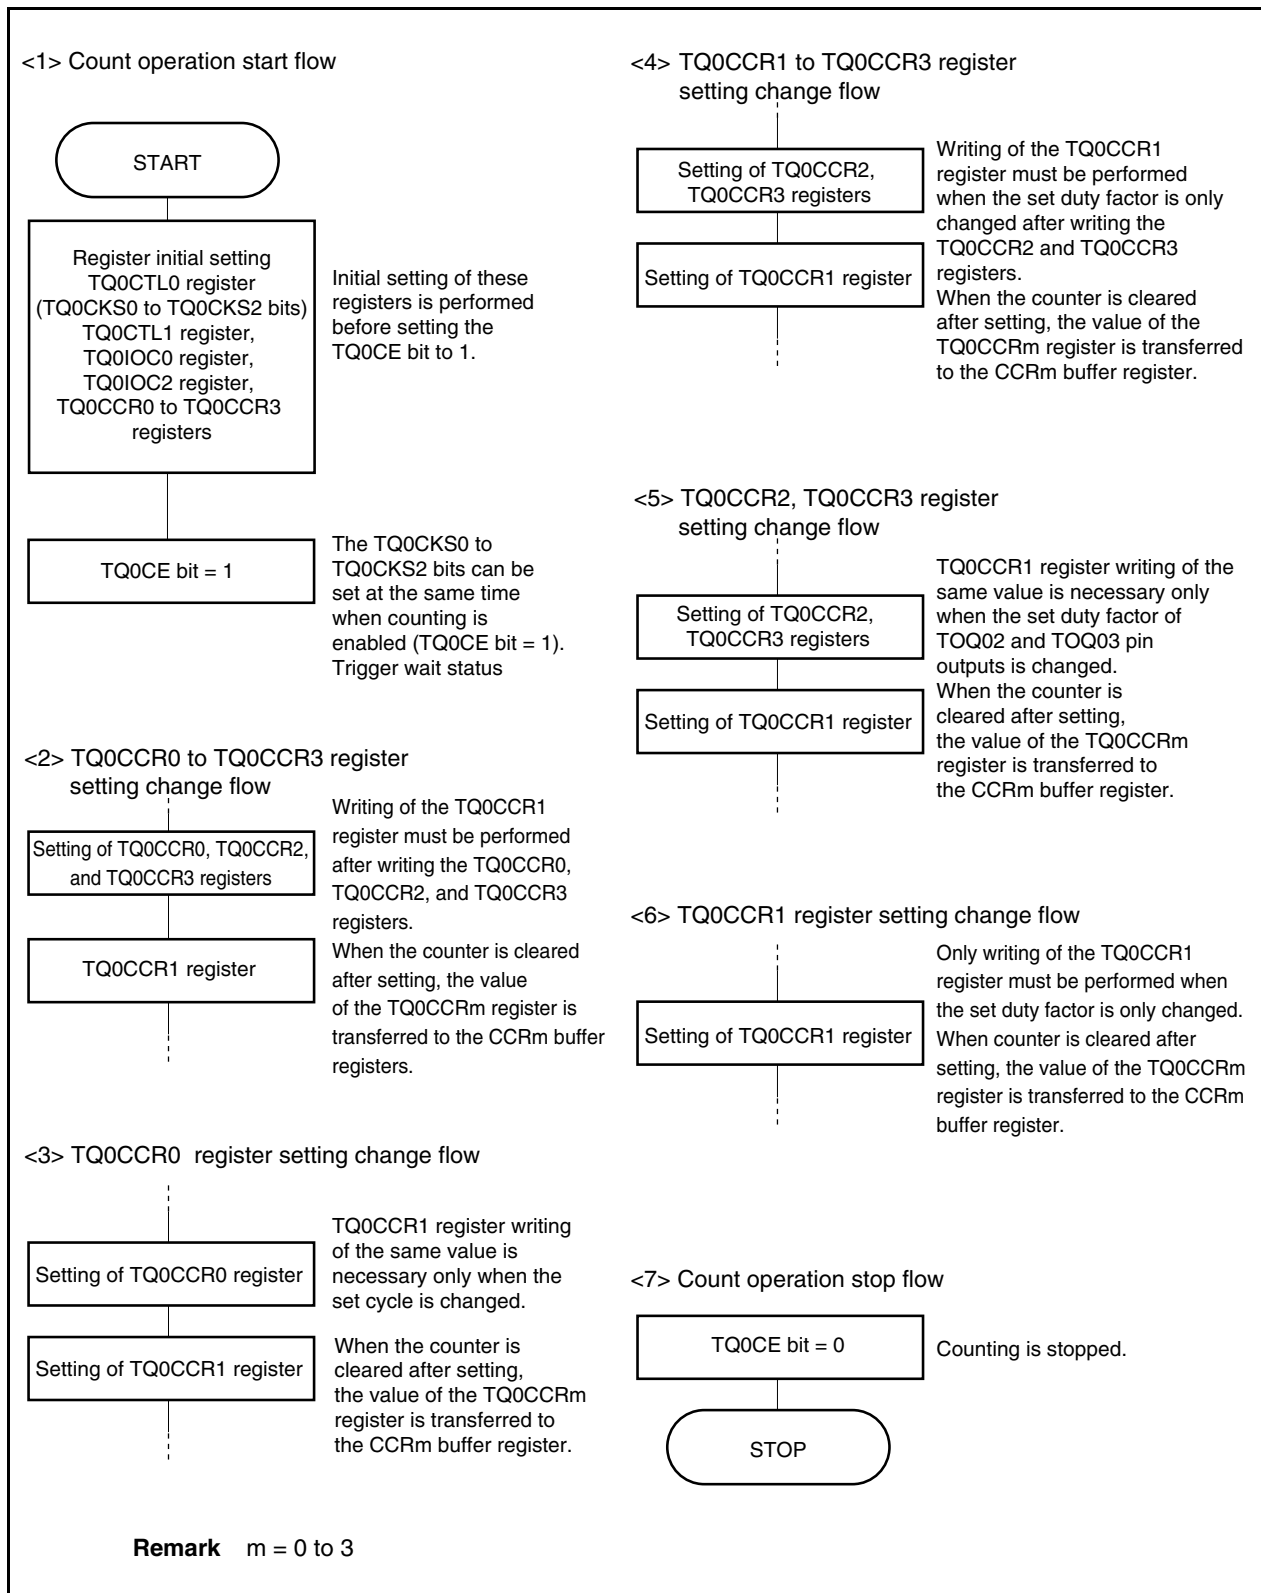 <1> Count operation start flow
START
Register initial setting
TQ0CTL0 register
(TQ0CKS0 to TQ0CKS2 bits)
TQ0CTL1 register,
TQ0IOC0 register,
TQ0IOC2 register,
TQ0CCR0 to TQ0CCR3
registers
Initial setting of these
registers is performed
before setting the
TQ0CE bit to 1.
TQ0CE bit = 1
The TQ0CKS0 to
TQ0CKS2 bits can be
set at the same time
when counting is
enabled (TQ0CE bit = 1).
Trigger wait status
<2> TQ0CCR0 to TQ0CCR3 register
setting change flow
Setting of TQ0CCR0, TQ0CCR2,
and TQ0CCR3 registers
TQ0CCR1 register
Writing of the TQ0CCR1
register must be performed
after writing the TQ0CCR0,
TQ0CCR2, and TQ0CCR3
registers.
When the counter is cleared
after setting, the value
of the TQ0CCRm register is
transferred to the CCRm buffer
registers.
<3> TQ0CCR0  register setting change flow
Setting of TQ0CCR0 register
TQ0CCR1 register writing
of the same value is
necessary only when the
set cycle is changed.
Setting of TQ0CCR1 register
When the counter is
cleared after setting,
the value of the TQ0CCRm
register is transferred to
the CCRm buffer register.
<4> TQ0CCR1 to TQ0CCR3 register
setting change flow
Setting of TQ0CCR2,
TQ0CCR3 registers
Setting of TQ0CCR1 register
Writing of the TQ0CCR1
register must be performed
when the set duty factor is only
changed after writing the
TQ0CCR2 and TQ0CCR3
registers.
When the counter is cleared
after setting, the value of the
TQ0CCRm register is transferred
to the CCRm buffer register.
<5> TQ0CCR2, TQ0CCR3 register
setting change flow
Setting of TQ0CCR2,
TQ0CCR3 registers
Setting of TQ0CCR1 register
TQ0CCR1 register writing of the
same value is necessary only
when the set duty factor of
TOQ02 and TOQ03 pin
outputs is changed.
When the counter is
cleared after setting,
the value of the TQ0CCRm
register is transferred to
the CCRm buffer register.
<6> TQ0CCR1 register setting change flow
Setting of TQ0CCR1 register
Only writing of the TQ0CCR1
register must be performed when
the set duty factor is only changed.
When counter is cleared after
setting, the value of the TQ0CCRm
register is transferred to the CCRm
buffer register.
<7> Count operation stop flow
TQ0CE bit = 0
Counting is stopped.
STOP
Remark m = 0 to 3